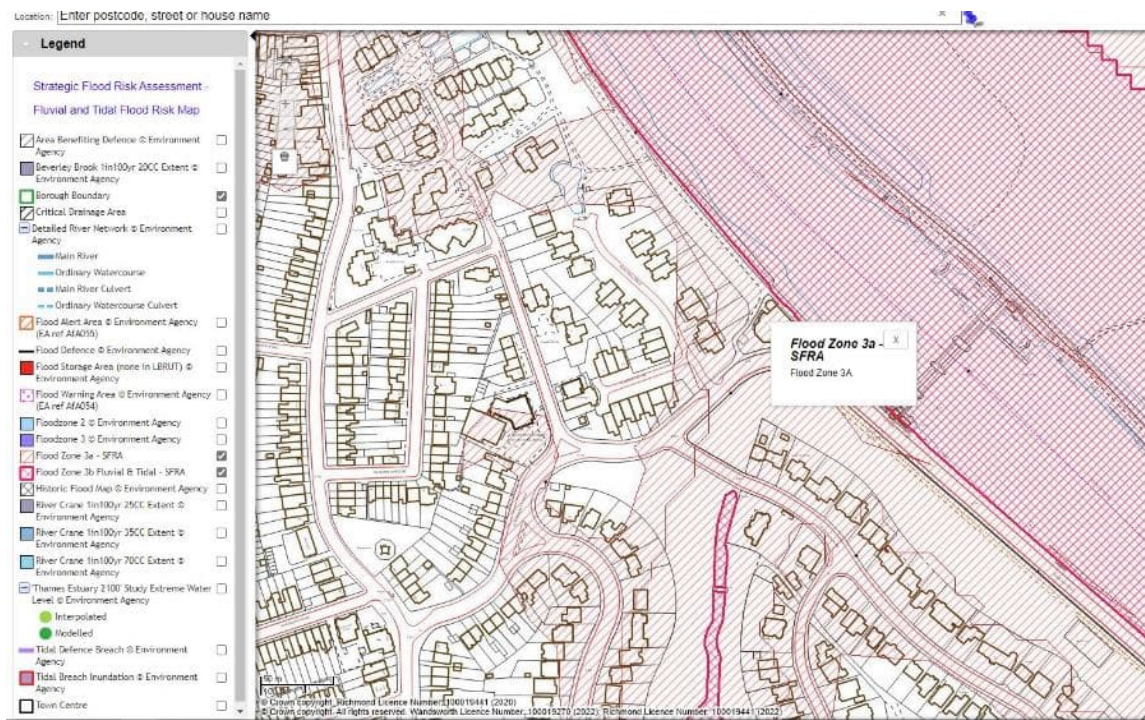 Location: Enter postcode, street or house name
x
Legend
Strategic Flood Risk Assessment -
Fluvial and Tidal Flood Risk Map
Area Benefiting Defence © Environment
Agency
Beverley Brook 1in100yr 20CC Extent ©
Environment Agency
Borough Boundary
Critical Drainage Area
Detailed River Network © Environment
Agency
Main River
Ordinary Watercourse
Main River Culvert
Ordinary Watercourse Culvert
Flood Alert Area © Environment Agency
(EA ref AfA055)
Flood Defence © Environment Agency
Flood Storage Area (none in LBRUT) ©
Environment Agency
Flood Warning Area © Environment Agency
(EA ref AfA054)
Floodzone 2 © Environment Agency
Floodzone 3 © Environment Agency
Flood Zone 3a - SFRA
Flood Zone 3b Fluvial & Tidal - SFRA
Historic Flood Map © Environment Agency
River Crane 1in100yr 25CC Extent ©
Environment Agency
River Crane 1in100yr 35CC Extent ©
Environment Agency
River Crane 1in100yr 70CC Extent ©
Environment Agency
'Thames Estuary 2100' Study Extreme Water
Level © Environment Agency
Interpolated
Modelled
Tidal Defence Breach © Environment
Agency
Tidal Breach Inundation © Environment
Agency
Town Centre
Flood Zone 3a -
SFRA
x
Flood Zone 3A
50 m
© Crown copyright. Richmond Licence Number: 100019441 (2020)
© Crown copyright. All rights reserved. Wandsworth Licence Number: 100019270 (2022); Richmond Licence Number: 100019441 (2022)